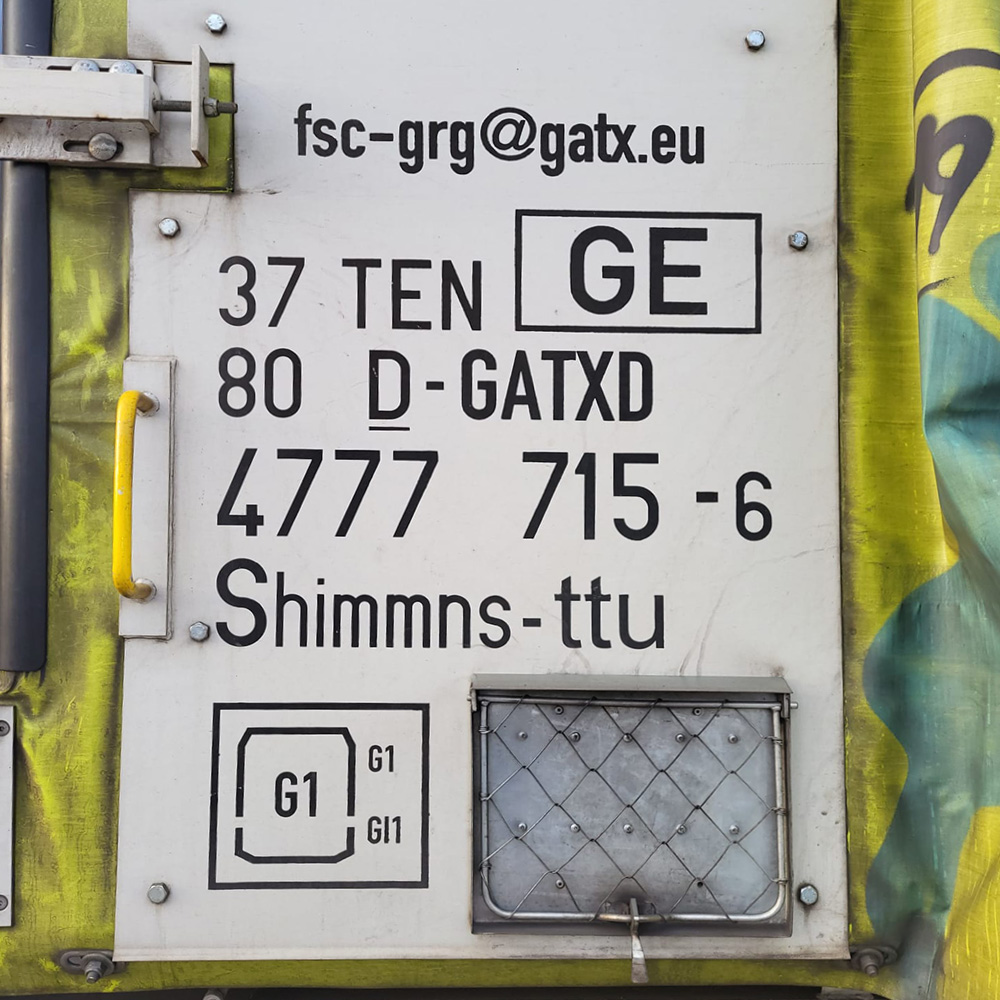 fsc-grg@gatx.eu
37 TEN GE
80 D-GATXD
4777 715-6
Shimmns-ttu
G1 G1
GI1